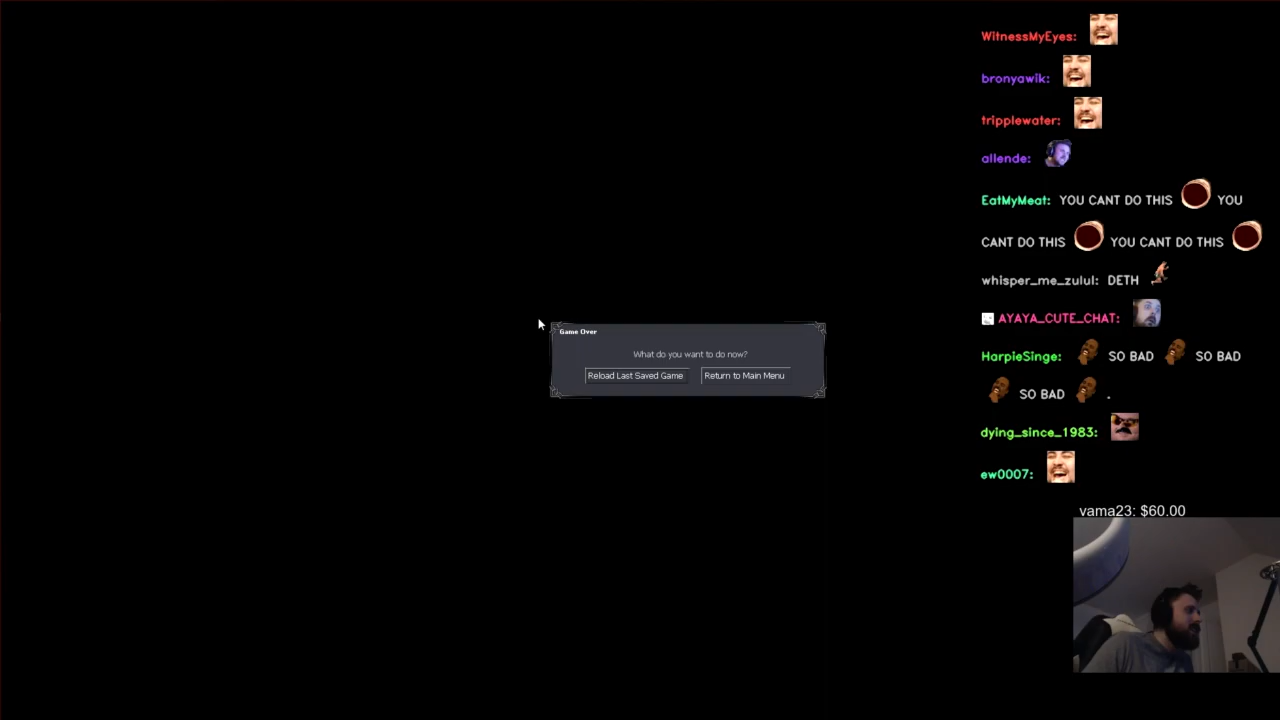 WitnessMyEyes:
bronyawik:
tripplewater:
allende:
EatMyMeat: YOU CANT DO THIS YOU
CANT DO THIS YOU CANT DO THIS
whisper_me_zulul: DETH
AYAYA_CUTE_CHAT:
HarpieSinge: SO BAD SO BAD
SO BAD .
dying_since_1983:
ew0007:
Game Over
What do you want to do now?
Reload Last Saved Game Return to Main Menu
vama23: $60.00